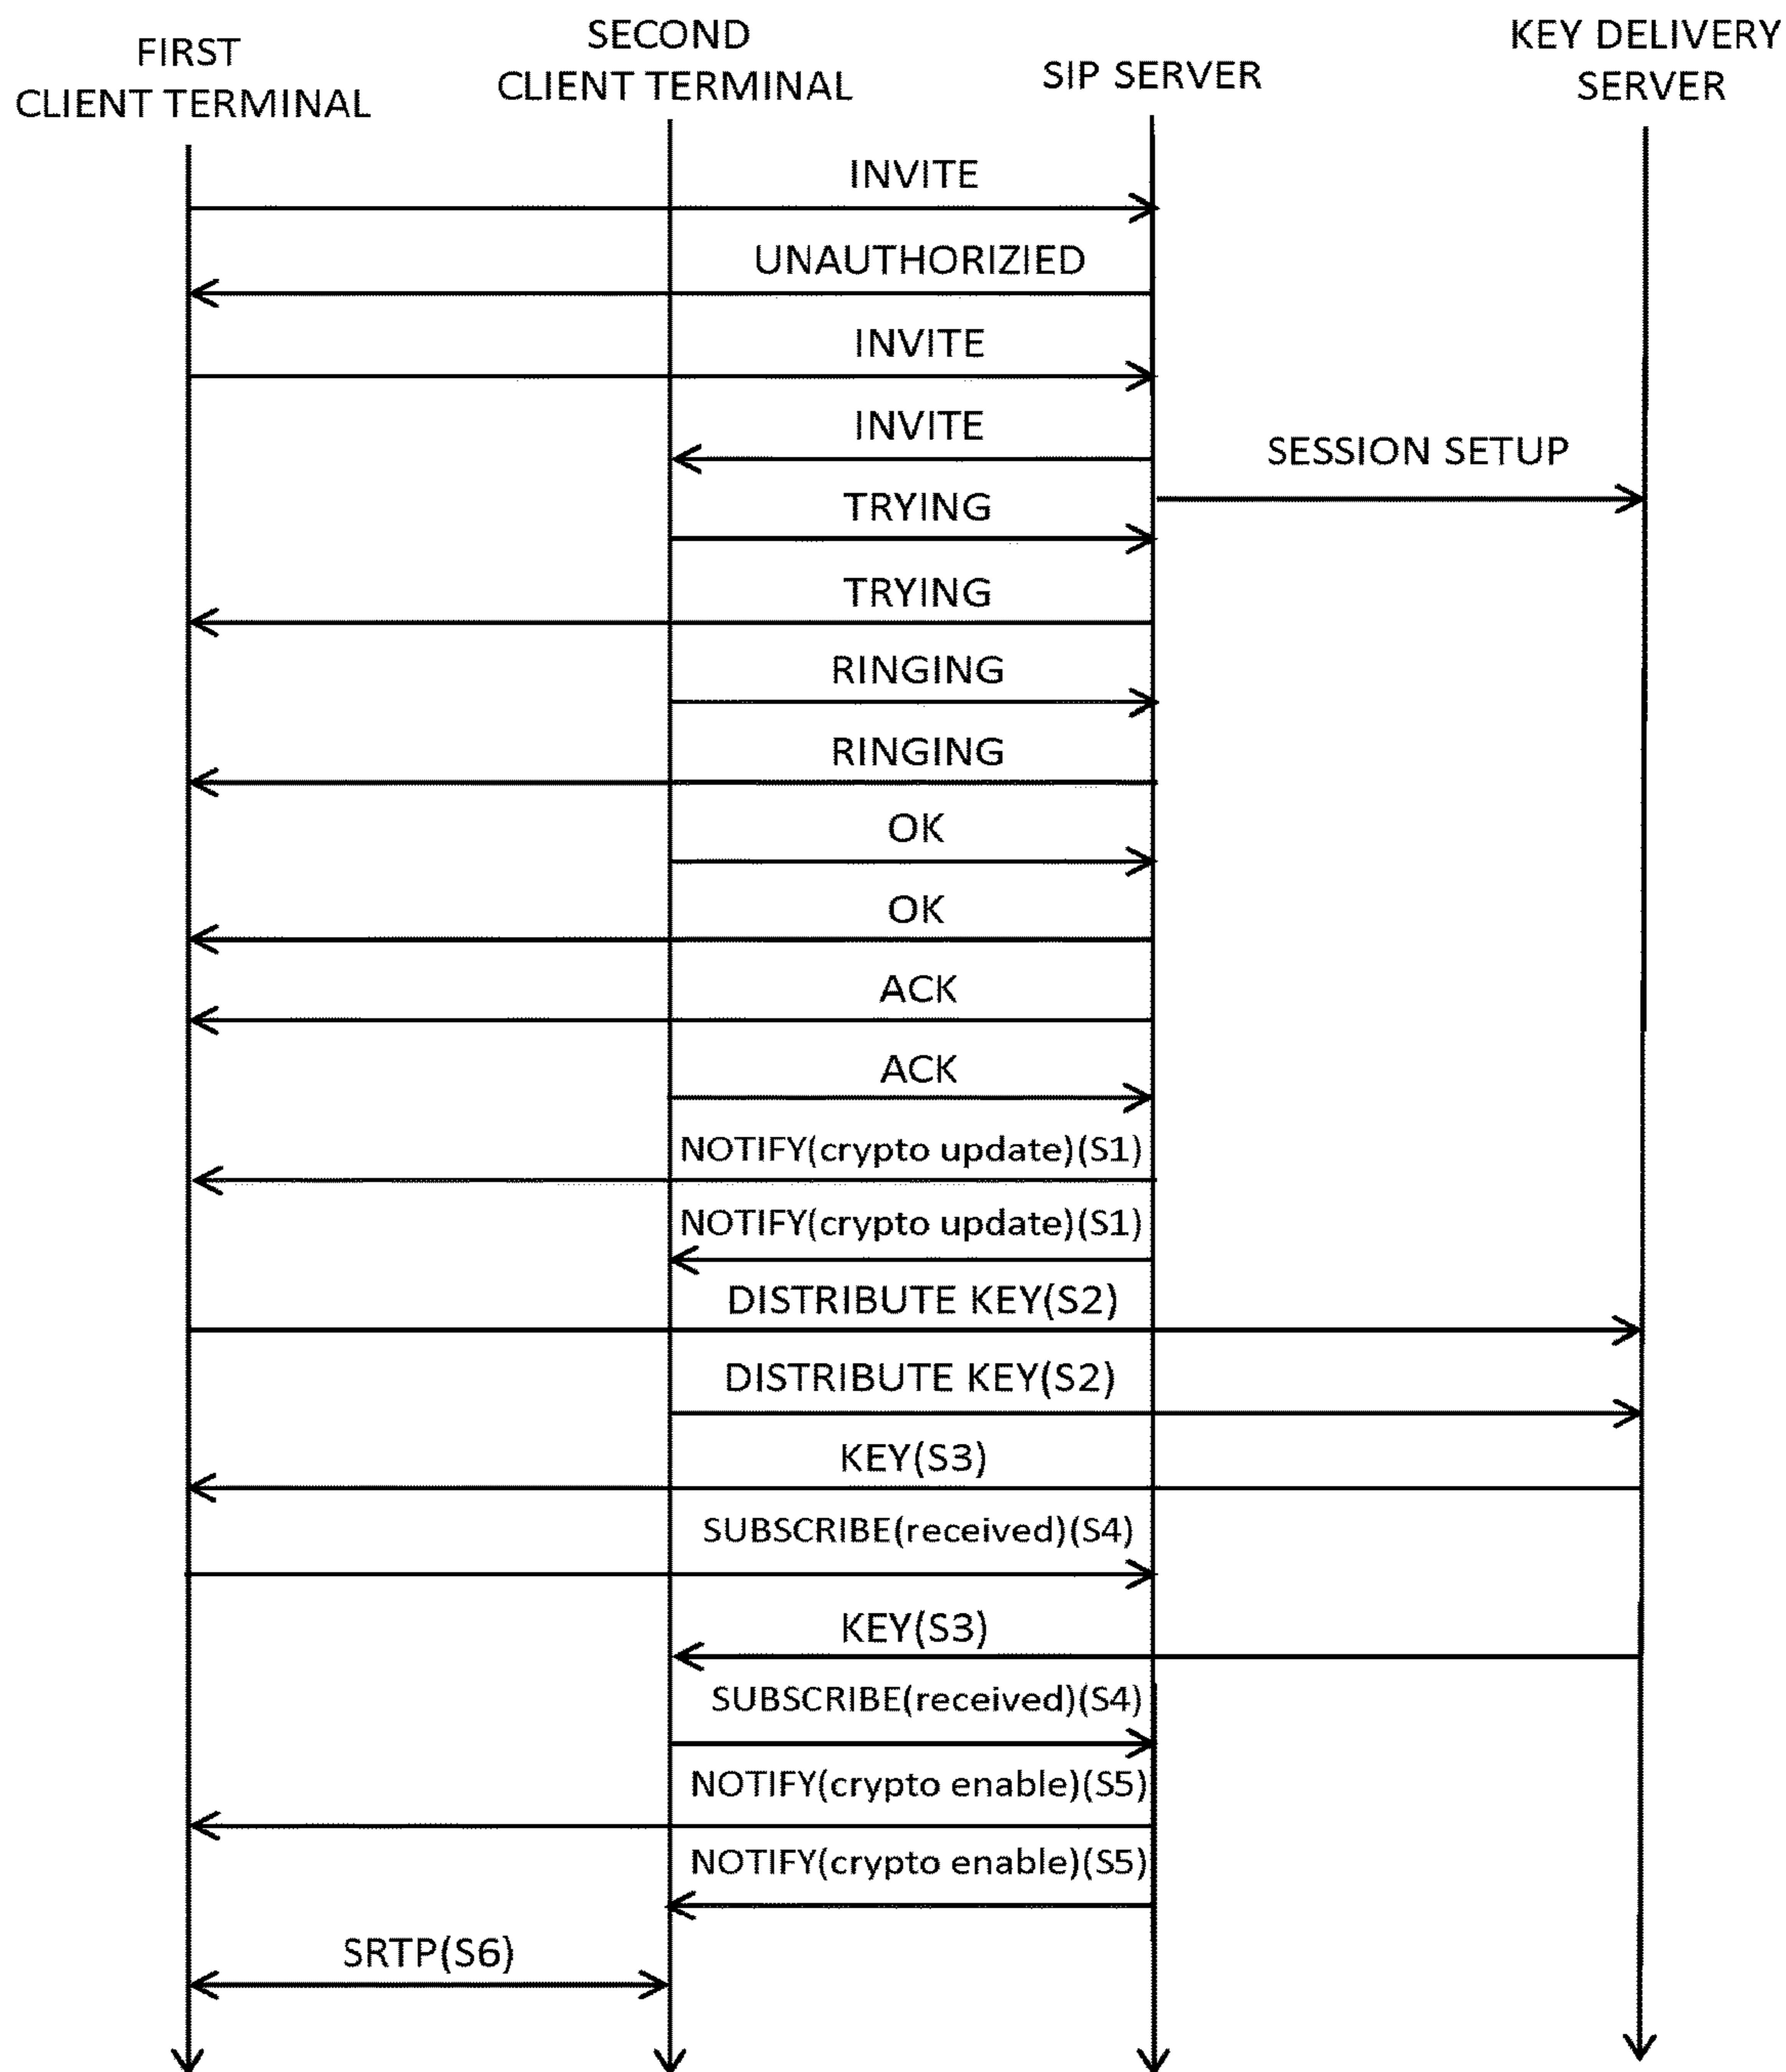 FIRST
CLIENT TERMINAL
SECOND
CLIENT TERMINAL
SIP SERVER
KEY DELIVERY
SERVER
INVITE
UNAUTHORIZIED
INVITE
INVITE
SESSION SETUP
TRYING
TRYING
RINGING
RINGING
OK
OK
ACK
ACK
NOTIFY(crypto update)(S1)
NOTIFY(crypto update)(S1)
DISTRIBUTE KEY(S2)
DISTRIBUTE KEY(S2)
KEY(S3)
SUBSCRIBE(received)(S4)
KEY(S3)
SUBSCRIBE(received)(S4)
NOTIFY(crypto enable)(S5)
NOTIFY(crypto enable)(S5)
SRTP(S6)